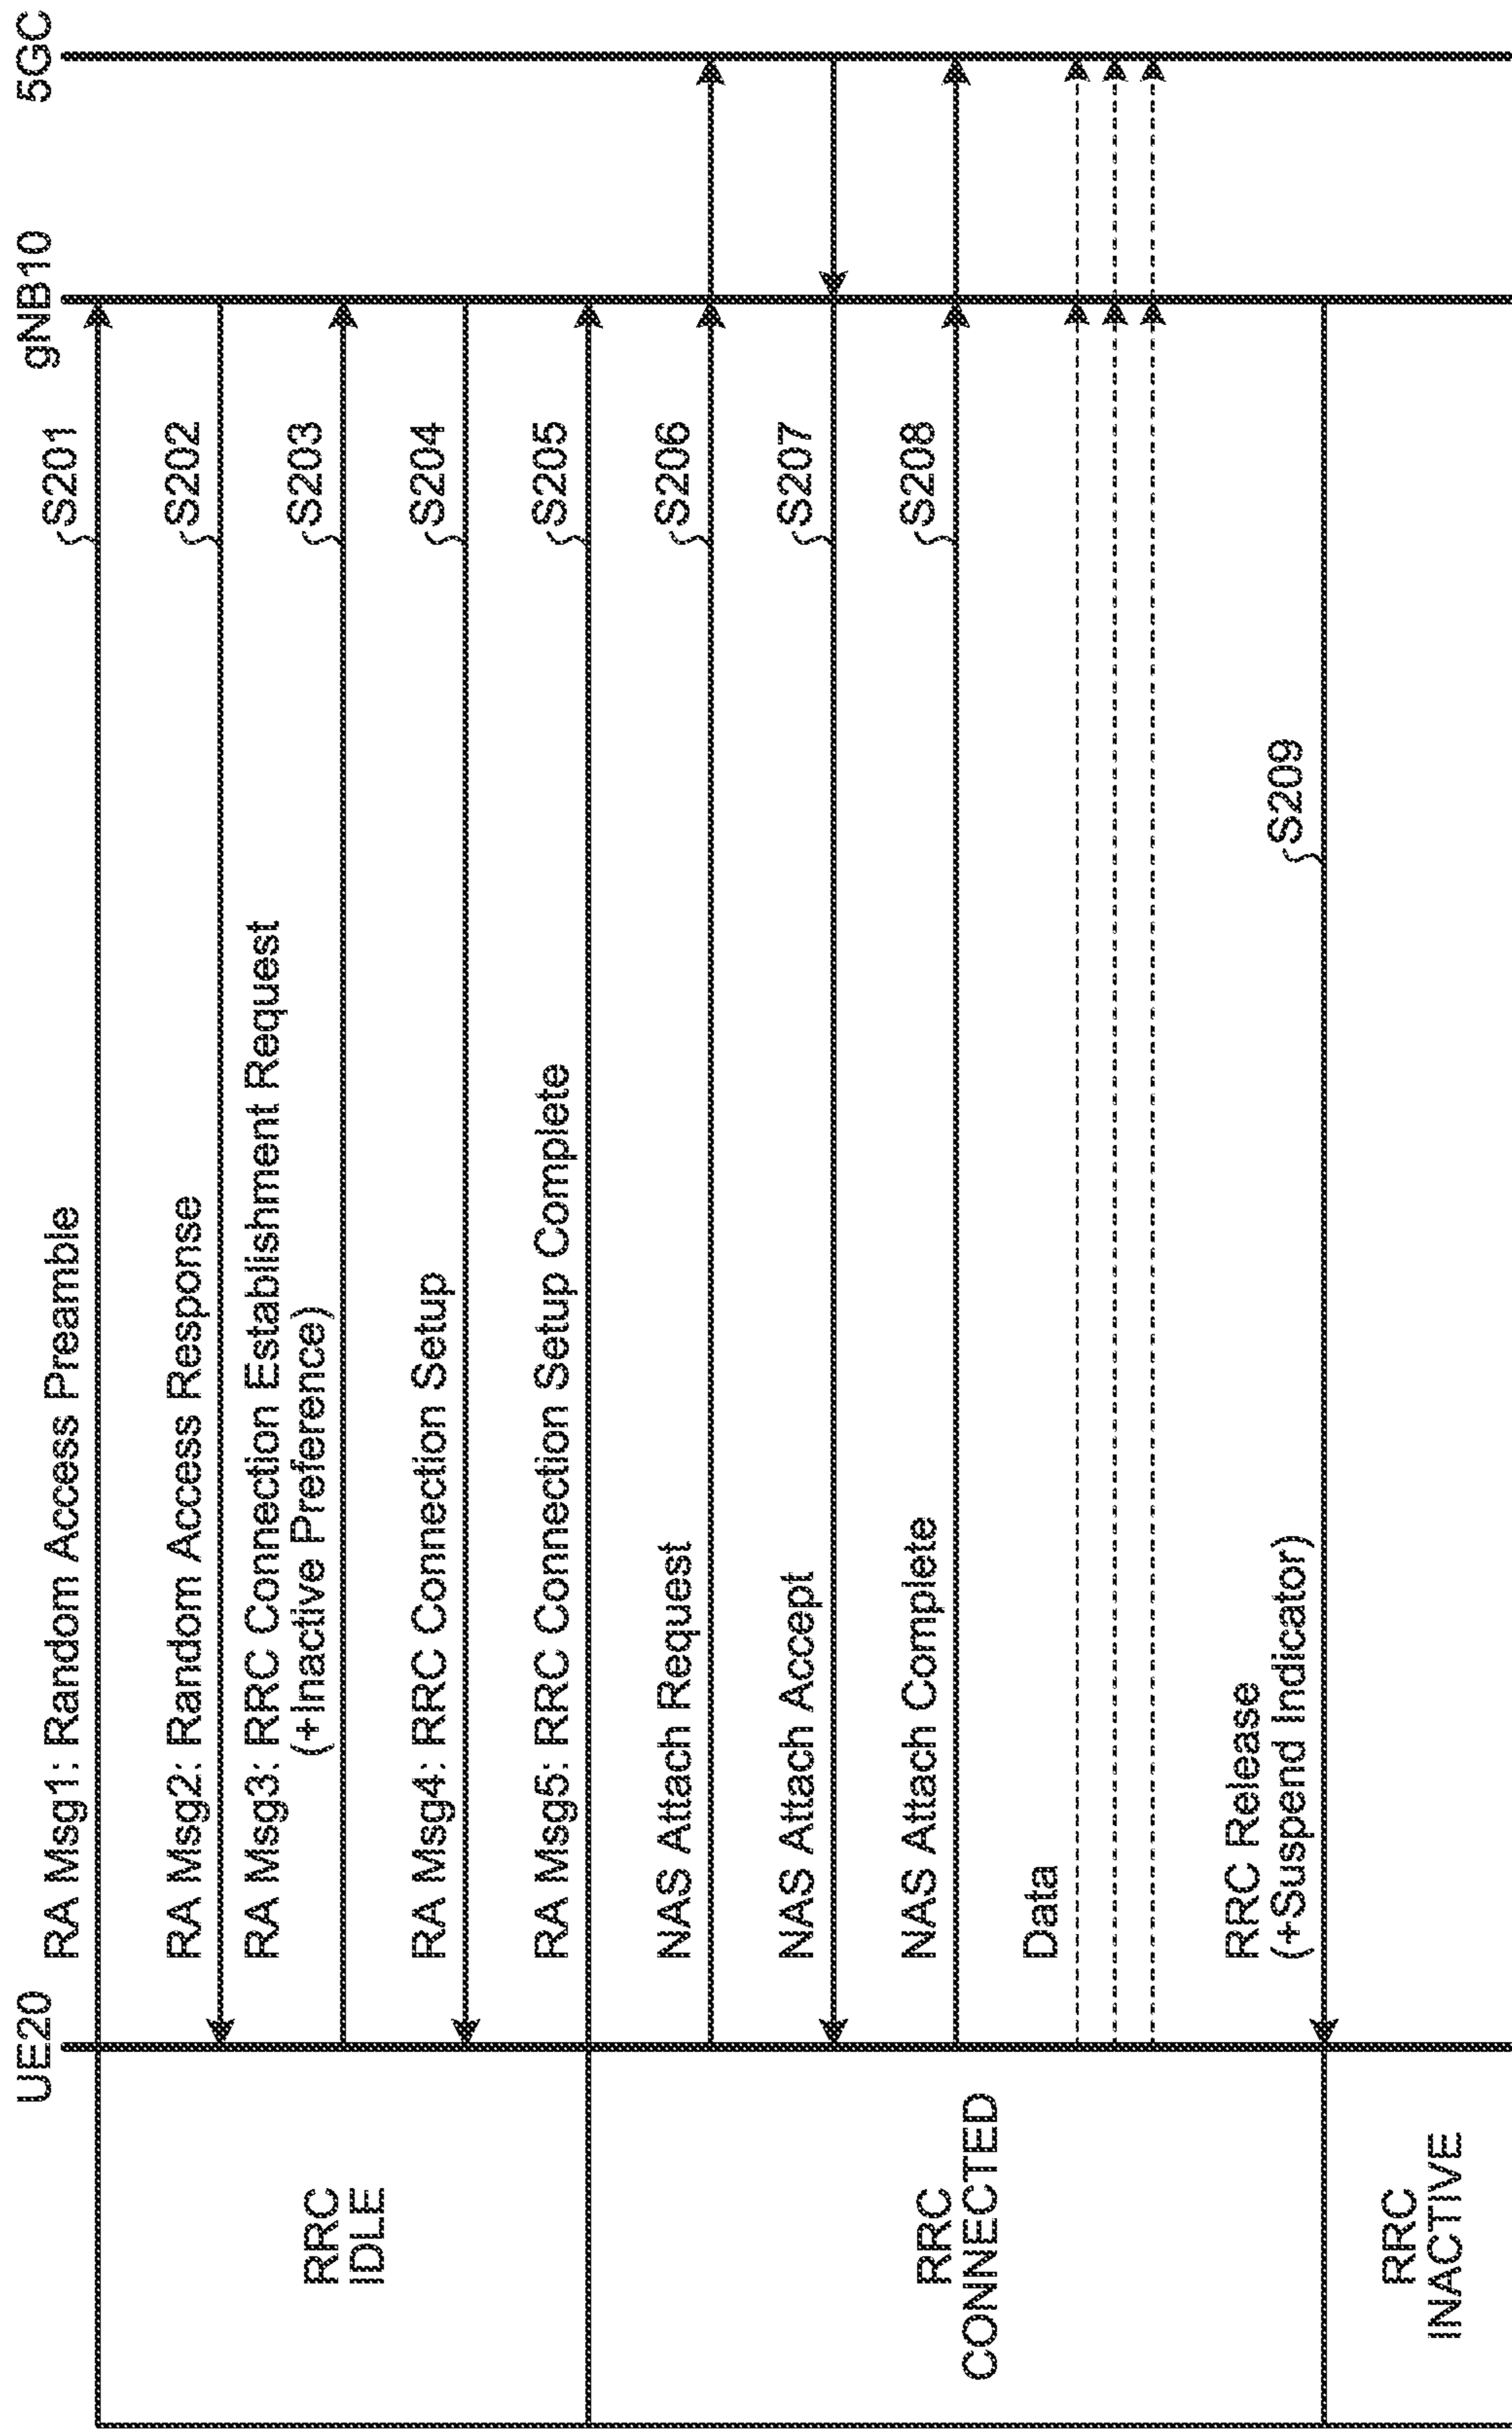 UE20
gNB10
5GC
RA Msg1: Random Access Preamble
S201
RA Msg2: Random Access Response
S202
RA Msg3: RRC Connection Establishment Request
(+Inactive Preference)
S203
RA Msg4: RRC Connection Setup
S204
RA Msg5: RRC Connection Setup Complete
S205
NAS Attach Request
S206
NAS Attach Accept
S207
NAS Attach Complete
S208
Data
RRC Release
(+Suspend Indicator)
S209
RRC
IDLE
RRC
CONNECTED
RRC
INACTIVE